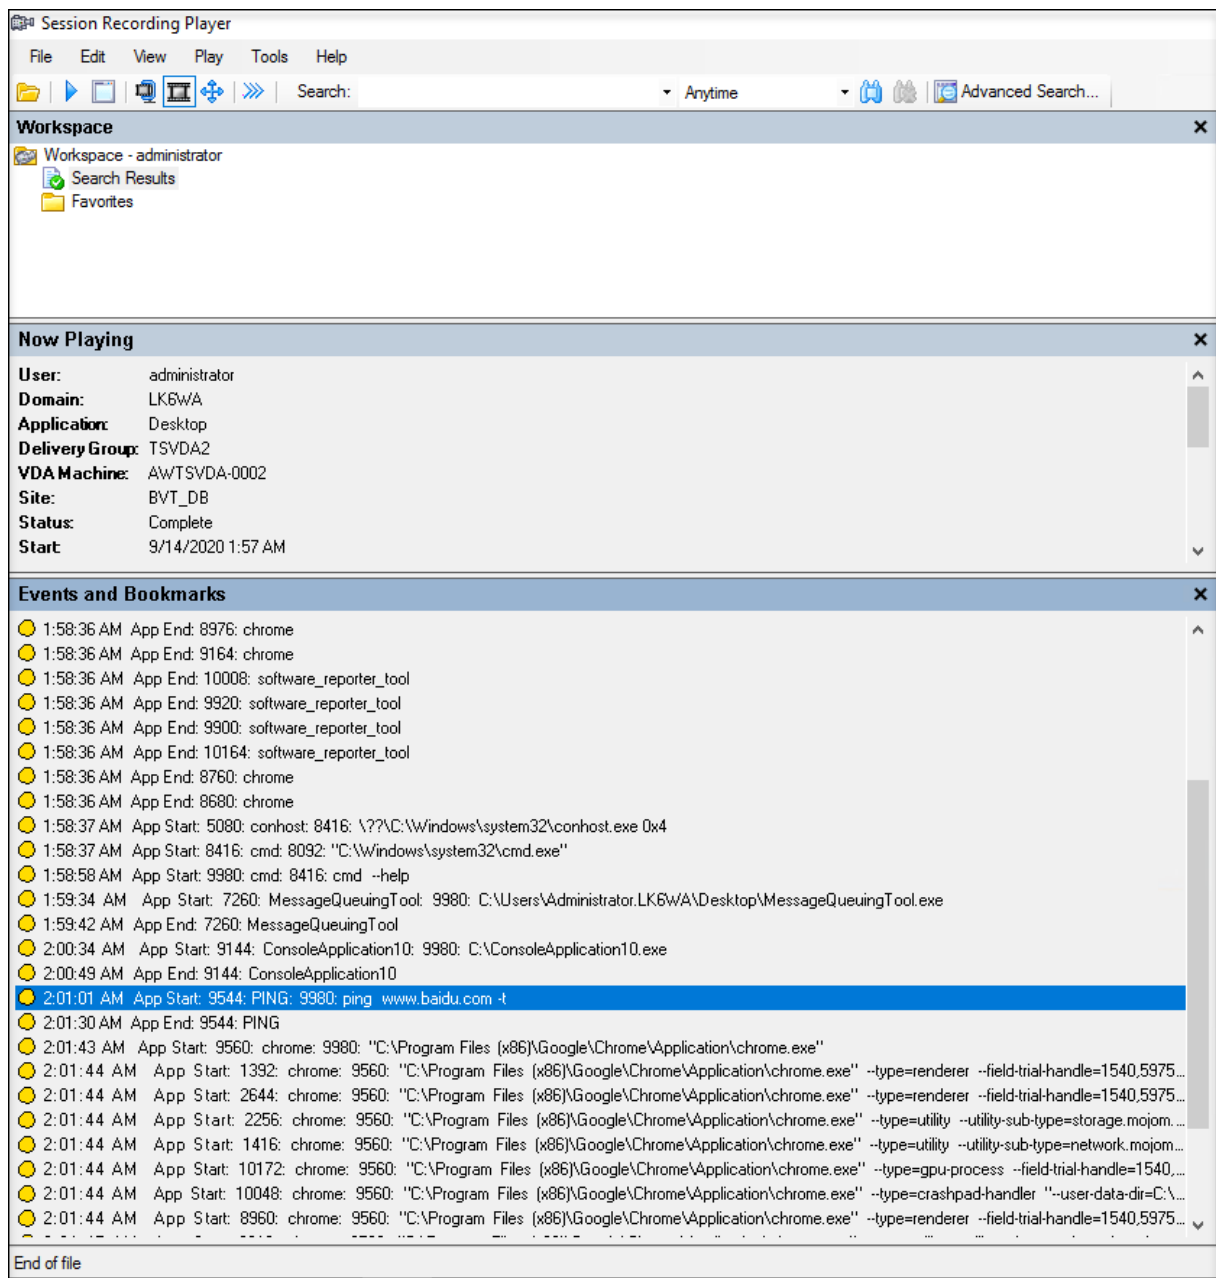 Session Recording Player
File Edit View Play Tools Help
Search: Anytime Advanced Search...
Workspace
Workspace - administrator
Search Results
Favorites
Now Playing
User: administrator
Domain: LK6WA
Application: Desktop
Delivery Group: TSVDA2
VDA Machine: AWTSVDA-0002
Site: BVT_DB
Status: Complete
Start: 9/14/2020 1:57 AM
Events and Bookmarks
1:58:36 AM App End: 8976: chrome
1:58:36 AM App End: 9164: chrome
1:58:36 AM App End: 10008: software_reporter_tool
1:58:36 AM App End: 9920: software_reporter_tool
1:58:36 AM App End: 9900: software_reporter_tool
1:58:36 AM App End: 10164: software_reporter_tool
1:58:36 AM App End: 8760: chrome
1:58:36 AM App End: 8680: chrome
1:58:37 AM App Start: 5080: conhost: 8416: \??\C:\Windows\system32\conhost.exe 0x4
1:58:37 AM App Start: 8416: cmd: 8092: "C:\Windows\system32\cmd.exe"
1:58:58 AM App Start: 9980: cmd: 8416: cmd --help
1:59:34 AM App Start: 7260: MessageQueuingTool: 9980: C:\Users\Administrator.LK6WA\Desktop\MessageQueuingTool.exe
1:59:42 AM App End: 7260: MessageQueuingTool
2:00:34 AM App Start: 9144: ConsoleApplication10: 9980: C:\ConsoleApplication10.exe
2:00:49 AM App End: 9144: ConsoleApplication10
2:01:01 AM App Start: 9544: PING: 9980: ping www.baidu.com -t
2:01:30 AM App End: 9544: PING
2:01:43 AM App Start: 9560: chrome: 9980: "C:\Program Files (x86)\Google\Chrome\Application\chrome.exe"
2:01:44 AM App Start: 1392: chrome: 9560: "C:\Program Files (x86)\Google\Chrome\Application\chrome.exe" --type=renderer --field-trial-handle=1540,5975...
2:01:44 AM App Start: 2644: chrome: 9560: "C:\Program Files (x86)\Google\Chrome\Application\chrome.exe" --type=renderer --field-trial-handle=1540,5975...
2:01:44 AM App Start: 2256: chrome: 9560: "C:\Program Files (x86)\Google\Chrome\Application\chrome.exe" --type=utility --utility-sub-type=storage.mojom....
2:01:44 AM App Start: 1416: chrome: 9560: "C:\Program Files (x86)\Google\Chrome\Application\chrome.exe" --type=utility --utility-sub-type=network.mojom...
2:01:44 AM App Start: 10172: chrome: 9560: "C:\Program Files (x86)\Google\Chrome\Application\chrome.exe" --type=gpu-process --field-trial-handle=1540,...
2:01:44 AM App Start: 10048: chrome: 9560: "C:\Program Files (x86)\Google\Chrome\Application\chrome.exe" --type=crashpad-handler "--user-data-dir=C:\...
2:01:44 AM App Start: 8960: chrome: 9560: "C:\Program Files (x86)\Google\Chrome\Application\chrome.exe" --type=renderer --field-trial-handle=1540,5975...
End of file